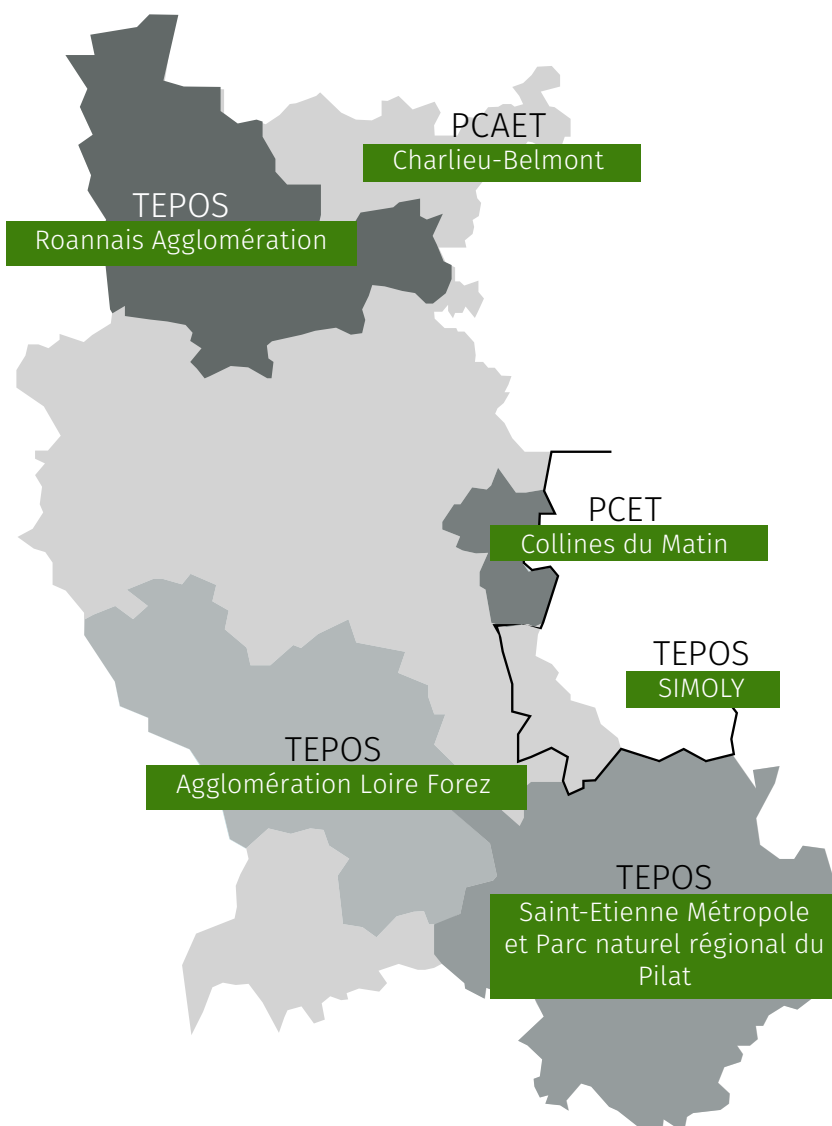 PCAET
Charlieu-Belmont
TEPOS
Roannais Agglomération
PCET
Collines du Matin
TEPOS
SIMOLY
TEPOS
Agglomération Loire Forez
TEPOS
Saint-Etienne Métropole
et Parc naturel régional du
Pilat